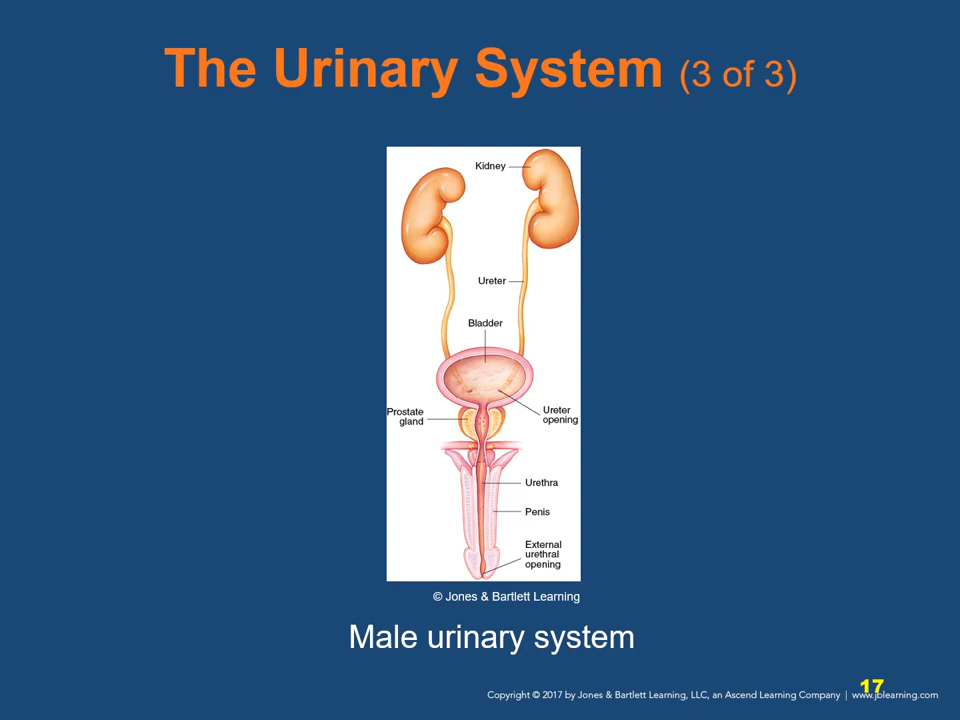 The Urinary System (3 of 3)
Kidney
Ureter
Bladder
Prostate
gland
Ureter
opening
Urethra
Penis
External
urethral
opening
© Jones & Bartlett Learning
Male urinary system
17
Copyright © 2017 by Jones & Bartlett Learning, LLC, an Ascend Learning Company | www.jblearning.com